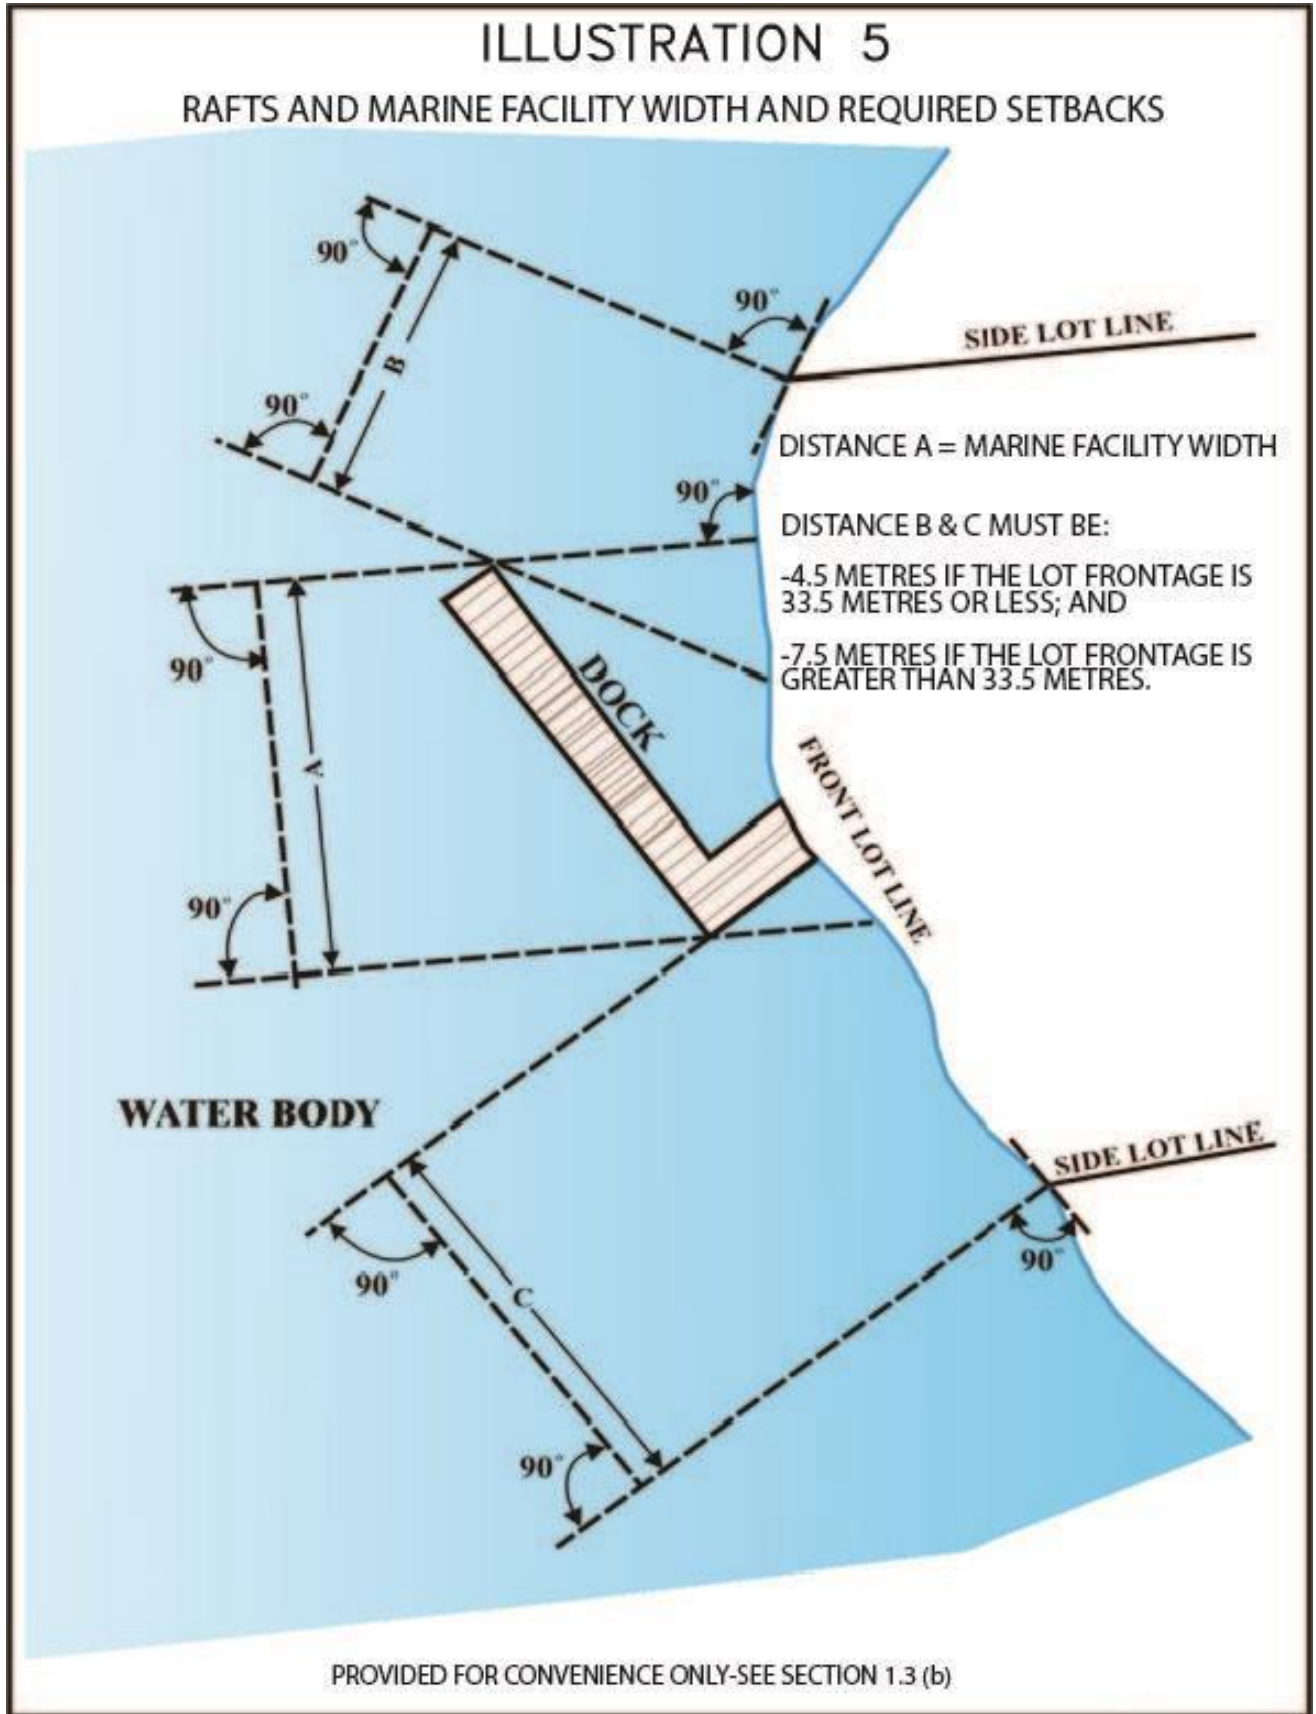 ILLUSTRATION 5
RAFTS AND MARINE FACILITY WIDTH AND REQUIRED SETBACKS
90°
90°
SIDE LOT LINE
B
90°
DISTANCE A = MARINE FACILITY WIDTH
90°
DISTANCE B & C MUST BE:
-4.5 METRES IF THE LOT FRONTAGE IS
33.5 METRES OR LESS; AND
90°
-7.5 METRES IF THE LOT FRONTAGE IS
GREATER THAN 33.5 METRES.
DOCK
A
FRONT LOT LINE
90°
WATER BODY
SIDE LOT LINE
90°
90°
C
90°
PROVIDED FOR CONVENIENCE ONLY-SEE SECTION 1.3 (b)